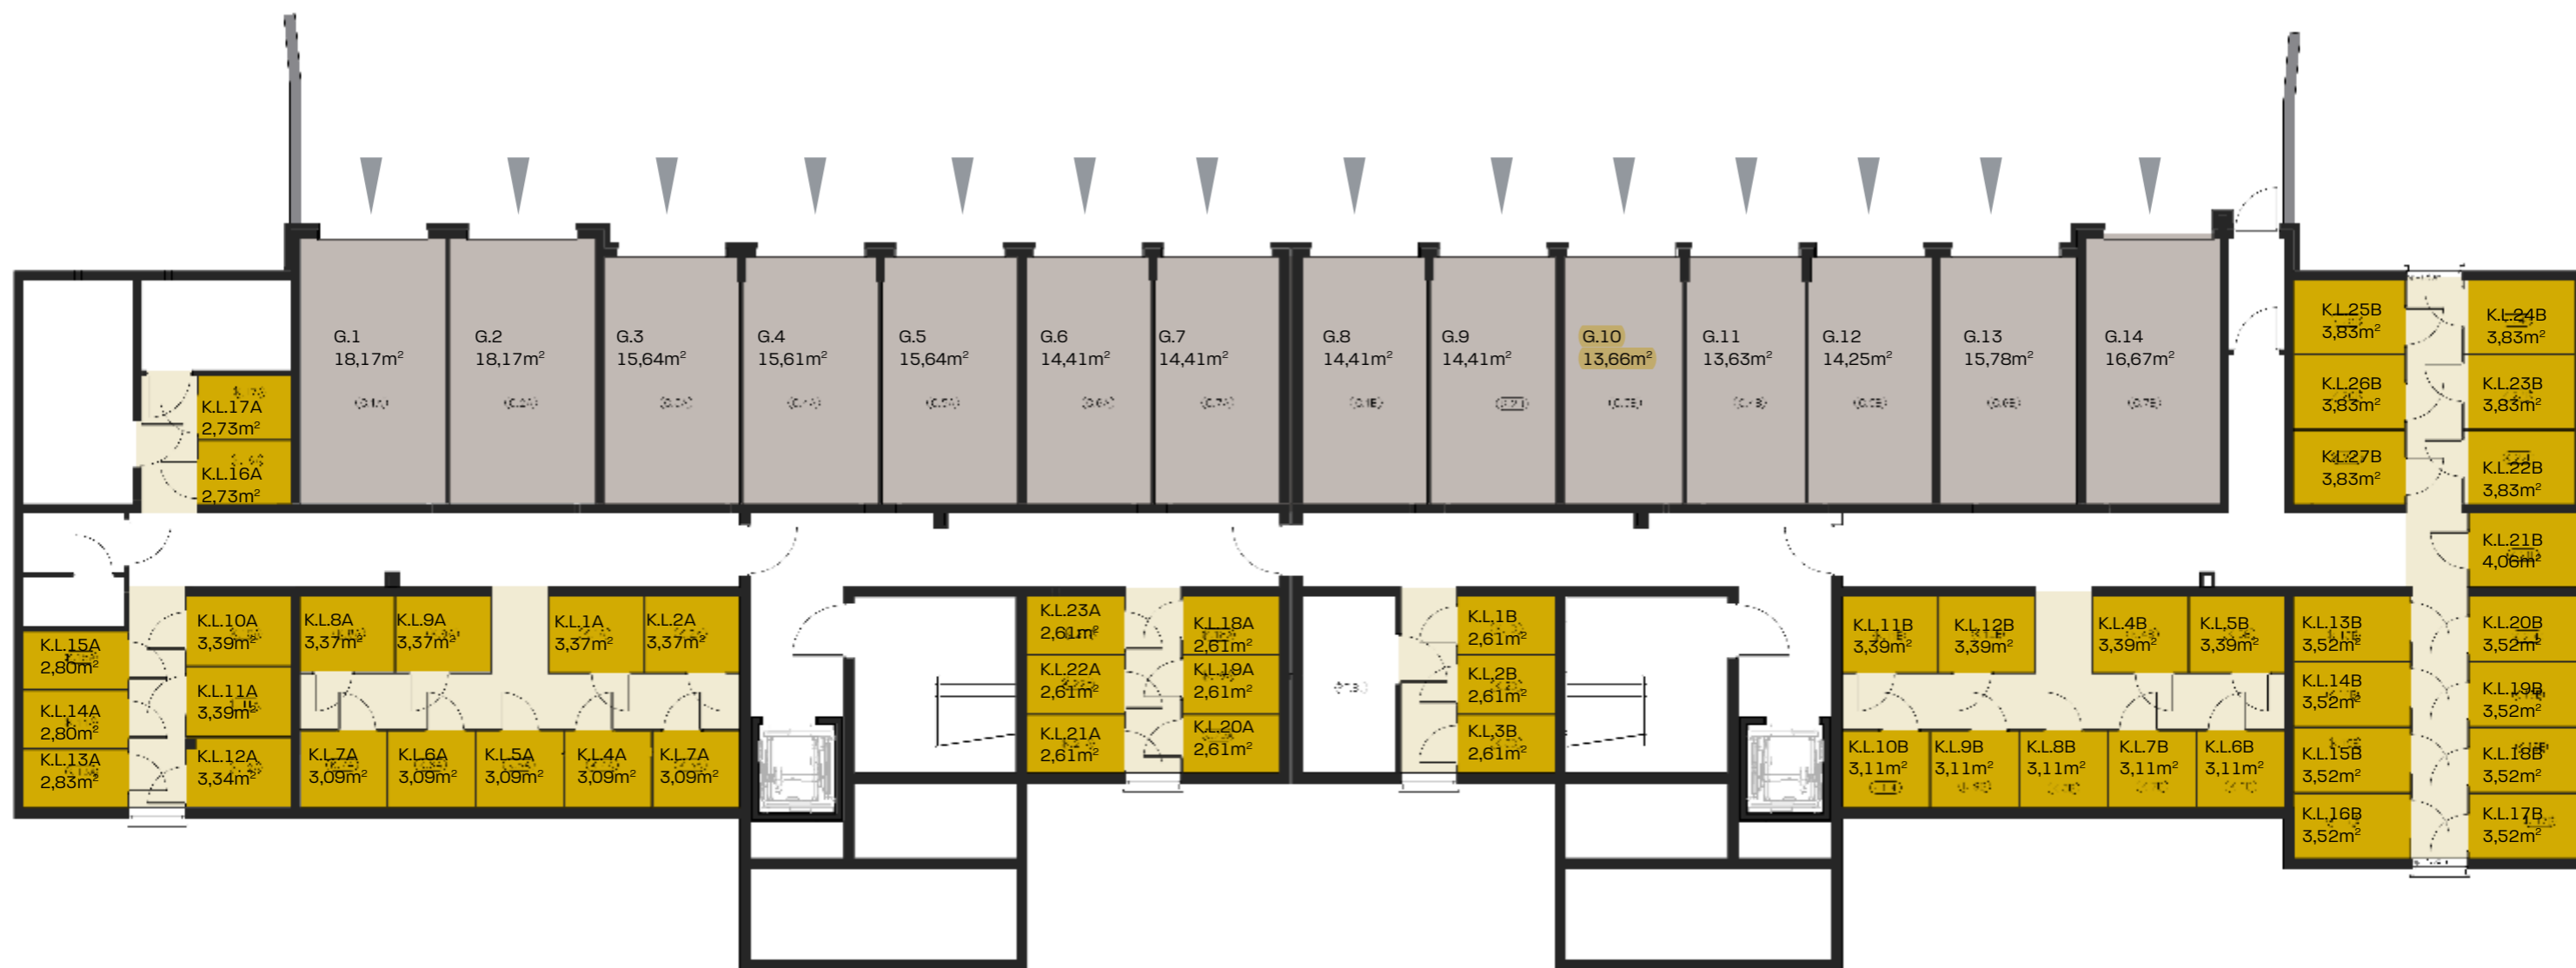 G.1
18,17m²
G.2
18,17m²
G.3
15,64m²
G.4
15,61m²
G.5
15,64m²
G.6
14,41m²
G.7
14,41m²
G.8
14,41m²
G.9
14,41m²
G.10
13,66m²
G.11
13,63m²
G.12
14,25m²
G.13
15,78m²
G.14
16,67m²
K.L.17A
2,73m²
K.L.16A
2,73m²
K.L.25B
3,83m²
K.L.24B
3,83m²
K.L.26B
3,83m²
K.L.23B
3,83m²
K.L.27B
3,83m²
K.L.22B
3,83m²
K.L.21B
4,06m²
K.L.15A
2,80m²
K.L.14A
2,80m²
K.L.13A
2,83m²
K.L.10A
3,39m²
K.L.11A
3,39m²
K.L.12A
3,34m²
K.L.8A
3,37m²
K.L.9A
3,37m²
K.L.1A
3,37m²
K.L.2A
3,37m²
K.L.7A
3,09m²
K.L.6A
3,09m²
K.L.5A
3,09m²
K.L.4A
3,09m²
K.L.7A
3,09m²
K.L.23A
2,61m²
K.L.22A
2,61m²
K.L.21A
2,61m²
K.L.18A
2,61m²
K.L.19A
2,61m²
K.L.20A
2,61m²
K.L.1B
2,61m²
K.L.2B
2,61m²
K.L.3B
2,61m²
K.L.11B
3,39m²
K.L.12B
3,39m²
K.L.4B
3,39m²
K.L.5B
3,39m²
K.L.10B
3,11m²
K.L.9B
3,11m²
K.L.8B
3,11m²
K.L.7B
3,11m²
K.L.6B
3,11m²
K.L.13B
3,52m²
K.L.14B
3,52m²
K.L.15B
3,52m²
K.L.16B
3,52m²
K.L.20B
3,52m²
K.L.19B
3,52m²
K.L.18B
3,52m²
K.L.17B
3,52m²